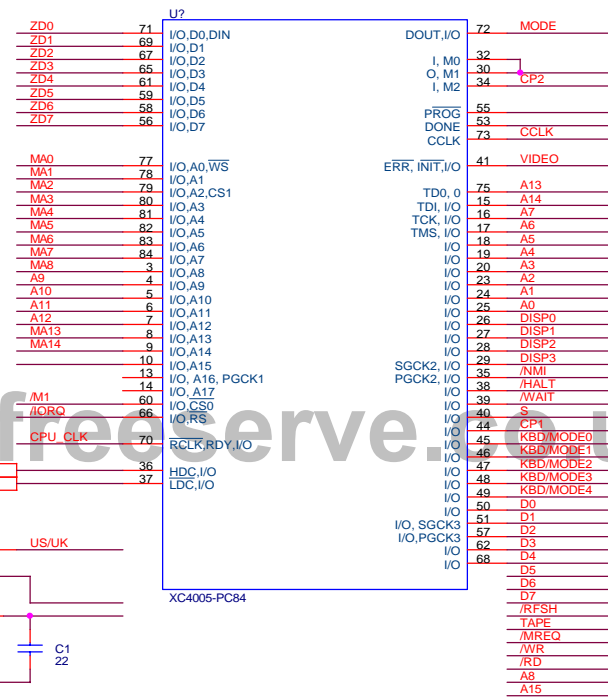 U?
ZD0 71 I/O,D0,DIN
ZD1 69 I/O,D1
ZD2 67 I/O,D2
ZD3 65 I/O,D3
ZD4 61 I/O,D4
ZD5 59 I/O,D5
ZD6 58 I/O,D6
ZD7 56 I/O,D7
MA0 77 I/O,A0,WS
MA1 78 I/O,A1
MA2 79 I/O,A2,CS1
MA3 80 I/O,A3
MA4 81 I/O,A4
MA5 82 I/O,A5
MA6 83 I/O,A6
MA7 84 I/O,A7
MA8 3 I/O,A8
A9 4 I/O,A9
A10 5 I/O,A10
A11 6 I/O,A11
A12 7 I/O,A12
MA13 8 I/O,A13
MA14 9 I/O,A14
10 I/O,A15
13 I/O, A16, PGCK1
14 I/O, A17
/M1 60 I/O,CS0
/IORQ 66 I/O,RS
CPU_CLK 70 RCLK,RDY,I/O
36 HDC,I/O
37 LDC,I/O
US/UK
C1
22
DOUT,I/O 72 MODE
I, M0 32
O, M1 30
I, M2 34 CP2
PROG 55
DONE 53
CCLK 73 CCLK
ERR, INIT,I/O 41 VIDEO
TD0, 0 75 A13
TDI, I/O 15 A14
TCK, I/O 16 A7
TMS, I/O 17 A6
I/O 18 A5
I/O 19 A4
I/O 20 A3
I/O 23 A2
I/O 24 A1
I/O 25 A0
I/O 26 DISP0
I/O 27 DISP1
I/O 28 DISP2
SGCK2, I/O 29 DISP3
PGCK2, I/O 35 /NMI
I/O 38 /HALT
I/O 39 /WAIT
I/O 40 S
I/O 44 CP1
I/O 45 KBD/MODE0
I/O 46 KBD/MODE1
I/O 47 KBD/MODE2
I/O 48 KBD/MODE3
I/O 49 KBD/MODE4
I/O 50 D0
I/O, SGCK3 51 D1
I/O,PGCK3 57 D2
I/O 62 D3
I/O 68 D4
D5
D6
D7
/RFSH
TAPE
/MREQ
/WR
/RD
A8
A15
XC4005-PC84
freeserve.co.u